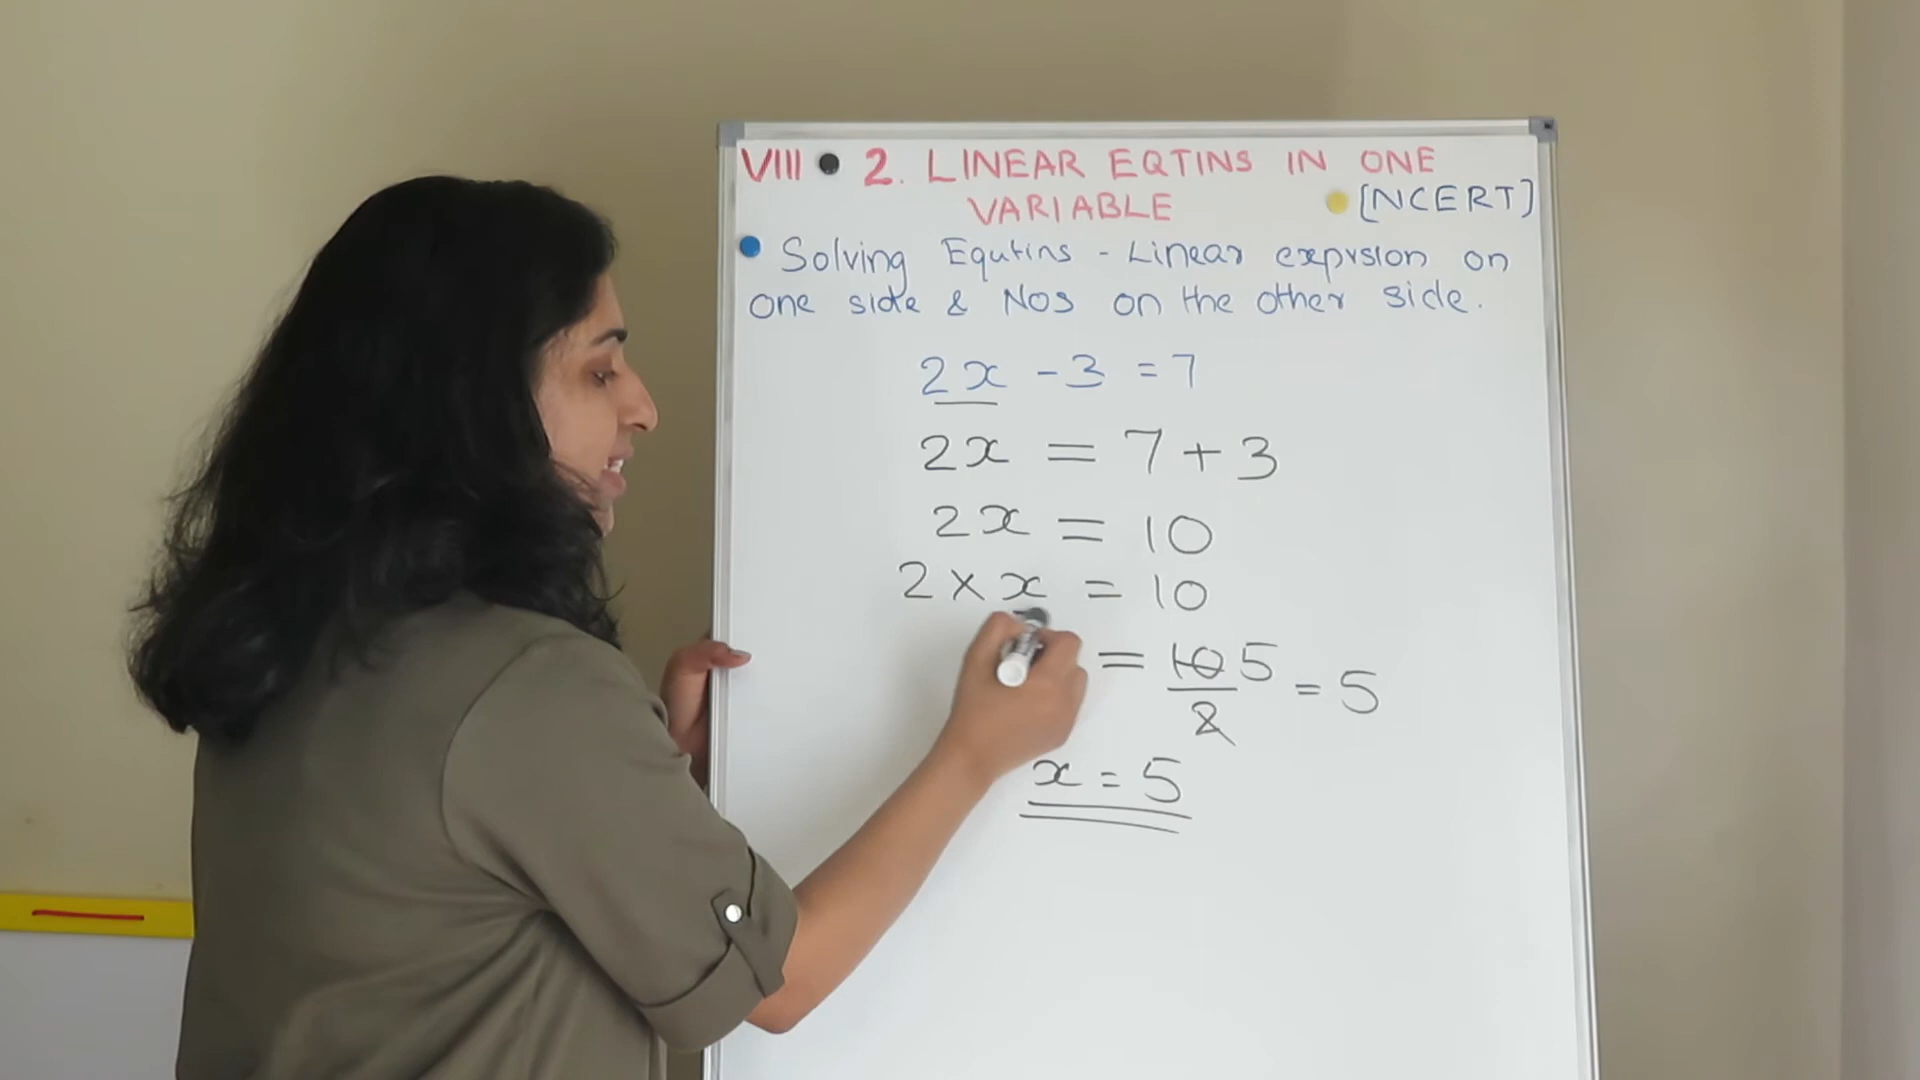 VIII • 2. LINEAR EQTINS IN ONE
VARIABLE • [NCERT]
• Solving Equtins - Linear exprsion on
one side & Nos on the other side.
2x - 3 = 7
2x = 7 + 3
2x = 10
2 × x = 10
= 10/2 5 = 5
x = 5